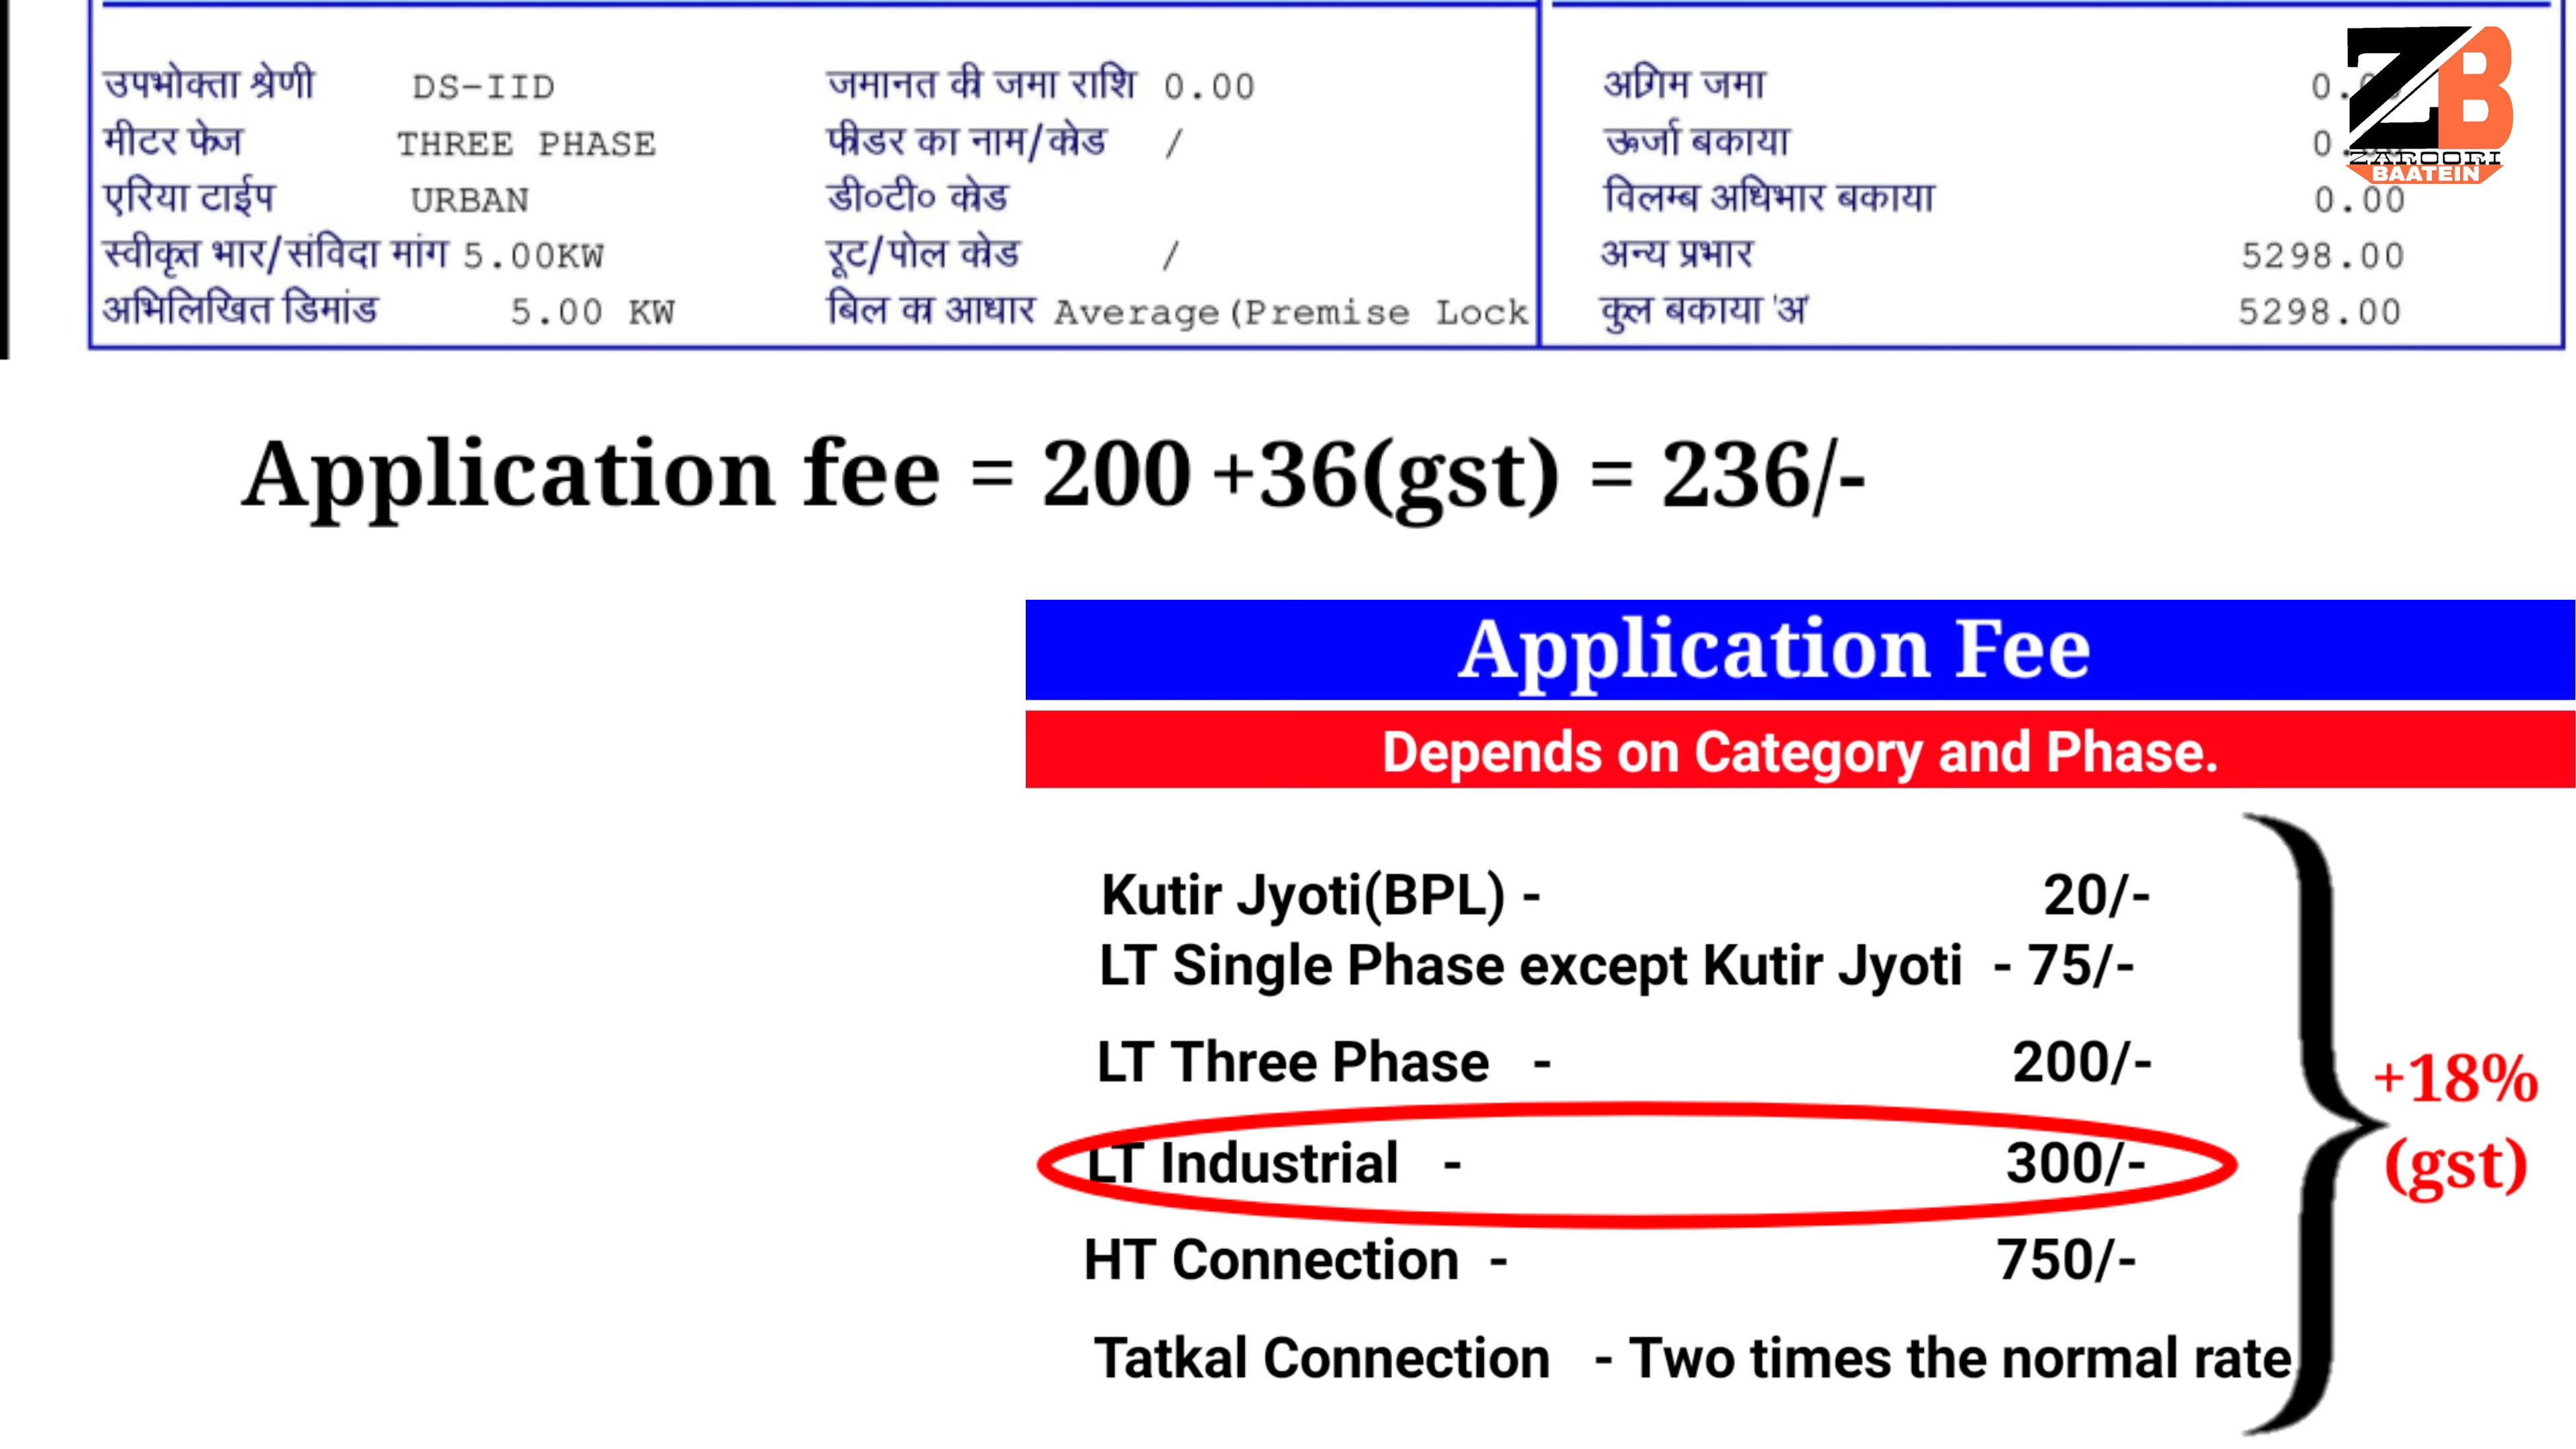 उपभोक्ता श्रेणी DS-IID
मीटर फेज THREE PHASE
एरिया टाईप URBAN
स्वीकृत भार/संविदा मांग 5.00KW
अभिलिखित डिमांड 5.00 KW
जमानत की जमा राशि 0.00
फीडर का नाम/कोड /
डी०टी० कोड
रूट/पोल कोड /
बिल का आधार Average(Premise Lock
अग्रिम जमा
ऊर्जा बकाया
विलम्ब अधिभार बकाया 0.00
अन्य प्रभार 5298.00
कुल बकाया 'अ' 5298.00
ZB
ZAROORI
BAATEIN
Application fee = 200 +36(gst) = 236/-
Application Fee
Depends on Category and Phase.
Kutir Jyoti(BPL) - 20/-
LT Single Phase except Kutir Jyoti - 75/-
LT Three Phase - 200/-
LT Industrial - 300/-
HT Connection - 750/-
Tatkal Connection - Two times the normal rate
+18%
(gst)